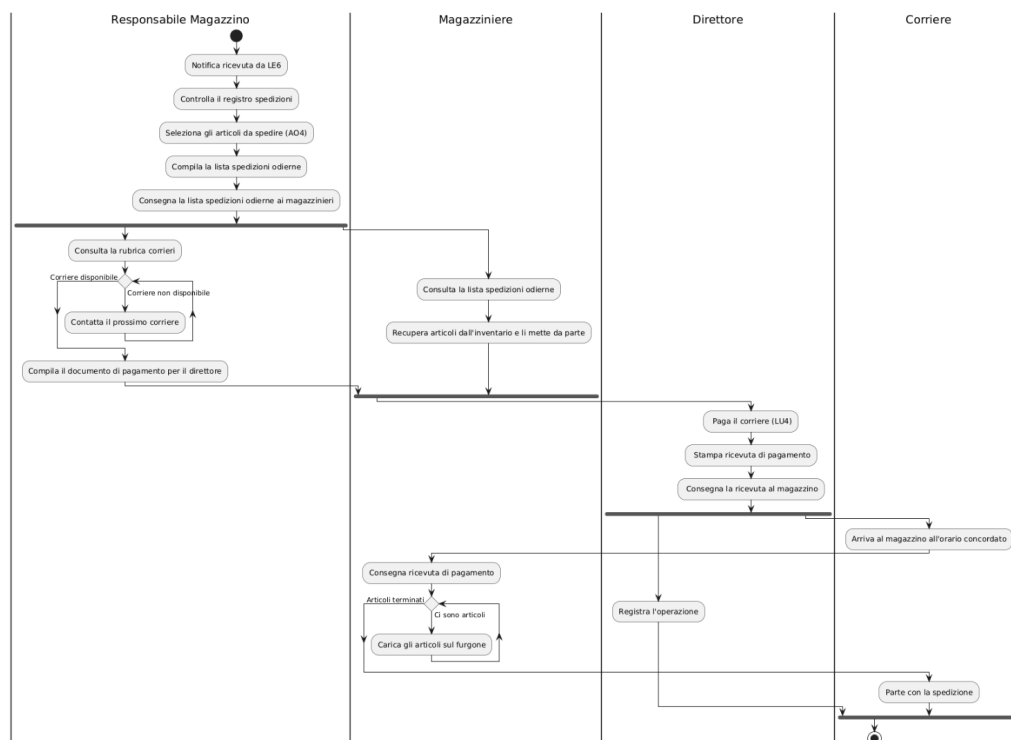 Responsabile Magazzino
Magazziniere
Direttore
Corriere
Notifica ricevuta da LE6
Controlla il registro spedizioni
Seleziona gli articoli da spedire (AO4)
Compila la lista spedizioni odierne
Consegna la lista spedizioni odierne ai magazzinieri
Consulta la rubrica corrieri
Corriere disponibile
Corriere non disponibile
Contatta il prossimo corriere
Compila il documento di pagamento per il direttore
Consulta la lista spedizioni odierne
Recupera articoli dall'inventario e li mette da parte
Paga il corriere (LU4)
Stampa ricevuta di pagamento
Consegna la ricevuta al magazzino
Arriva al magazzino all'orario concordato
Consegna ricevuta di pagamento
Articoli terminati
Ci sono articoli
Carica gli articoli sul furgone
Registra l'operazione
Parte con la spedizione